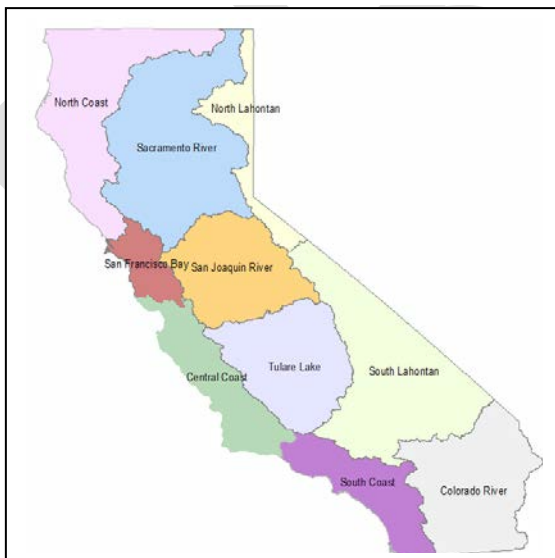 North Coast
North Lahontan
Sacramento River
San Francisco Bay
San Joaquin River
Tulare Lake
South Lahontan
Central Coast
South Coast
Colorado River